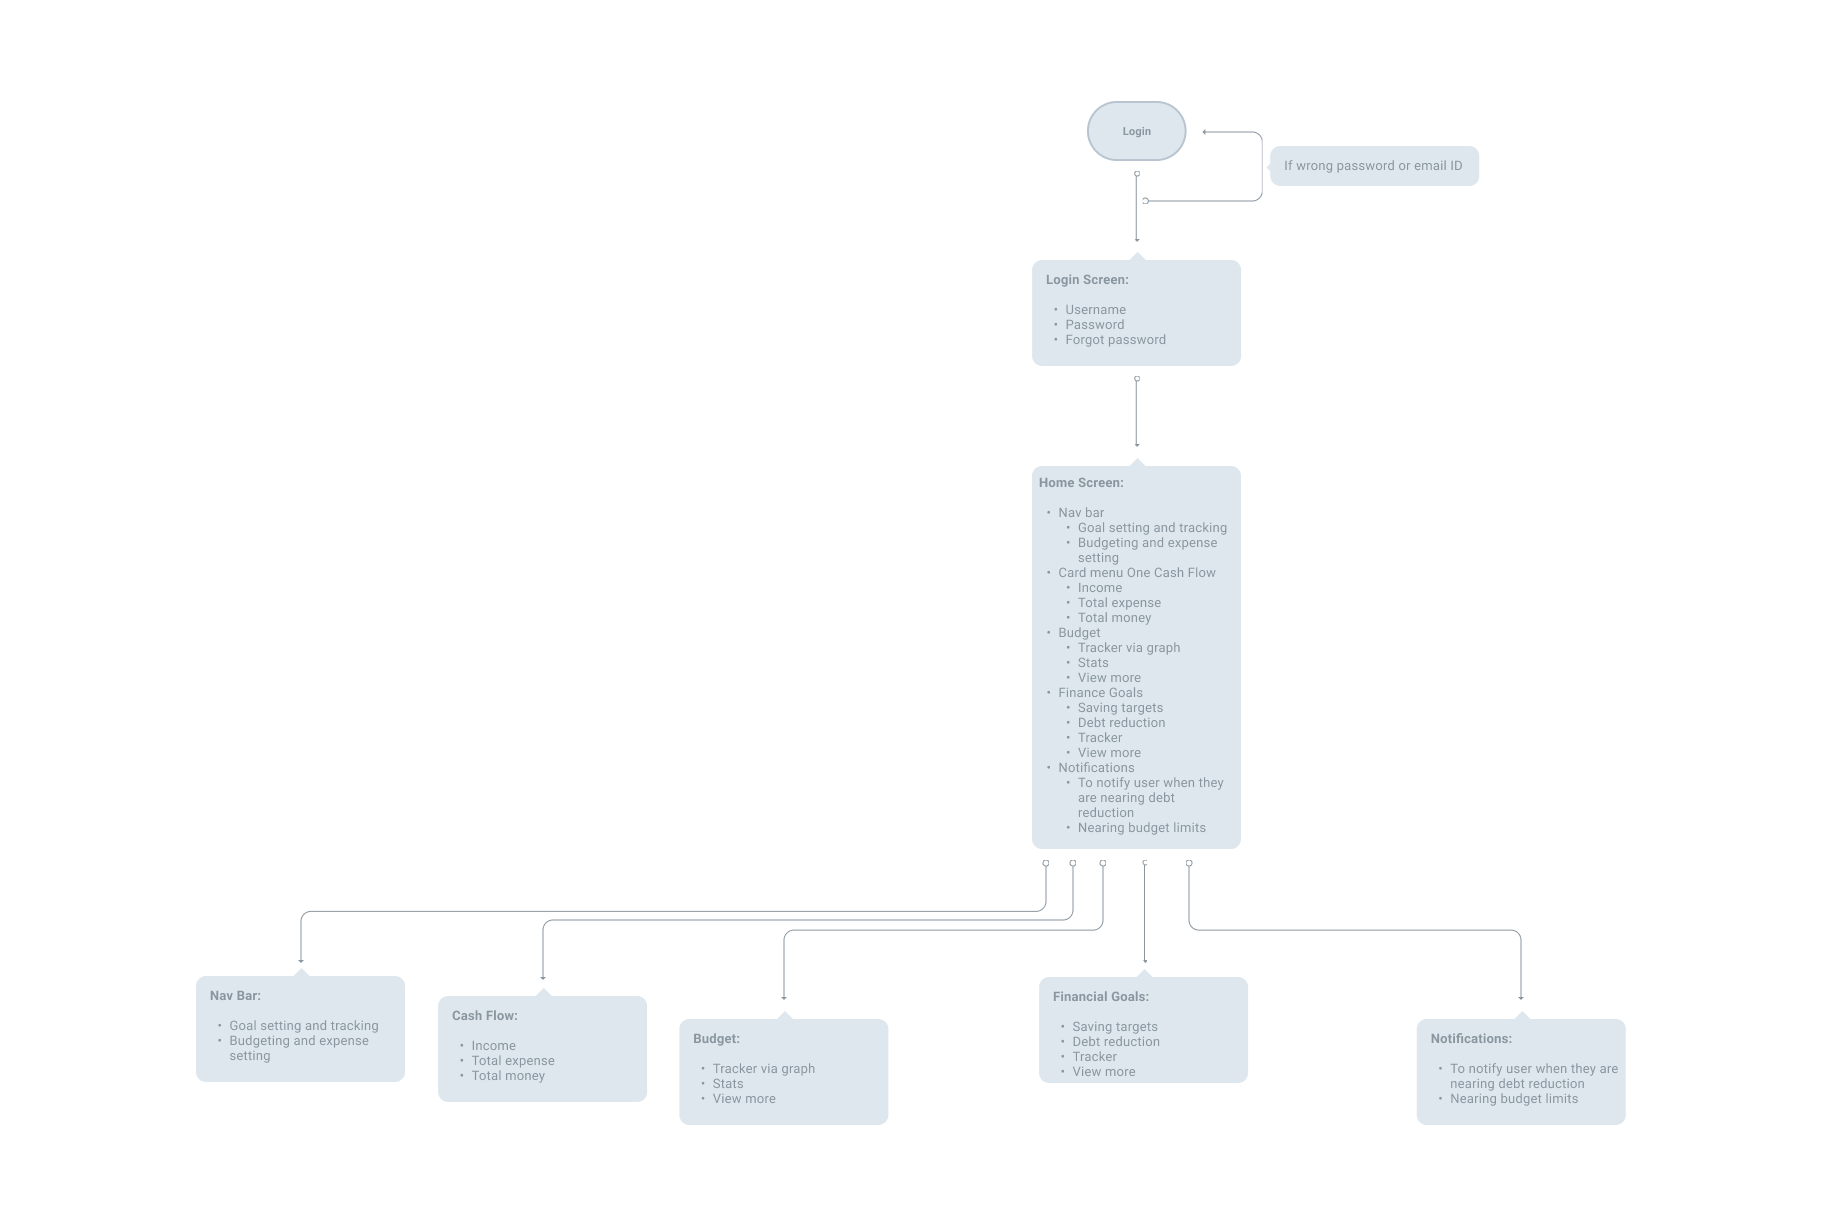 Login
If wrong password or email ID
Login Screen:
• Username
• Password
• Forgot password
Home Screen:
• Nav bar
• Goal setting and tracking
• Budgeting and expense
setting
• Card menu One Cash Flow
• Income
• Total expense
• Total money
• Budget
• Tracker via graph
• Stats
• View more
• Finance Goals
• Saving targets
• Debt reduction
• Tracker
• View more
• Notifications
• To notify user when they
are nearing debt
reduction
• Nearing budget limits
Nav Bar:
• Goal setting and tracking
• Budgeting and expense
setting
Cash Flow:
• Income
• Total expense
• Total money
Budget:
• Tracker via graph
• Stats
• View more
Financial Goals:
• Saving targets
• Debt reduction
• Tracker
• View more
Notifications:
• To notify user when they are
nearing debt reduction
• Nearing budget limits